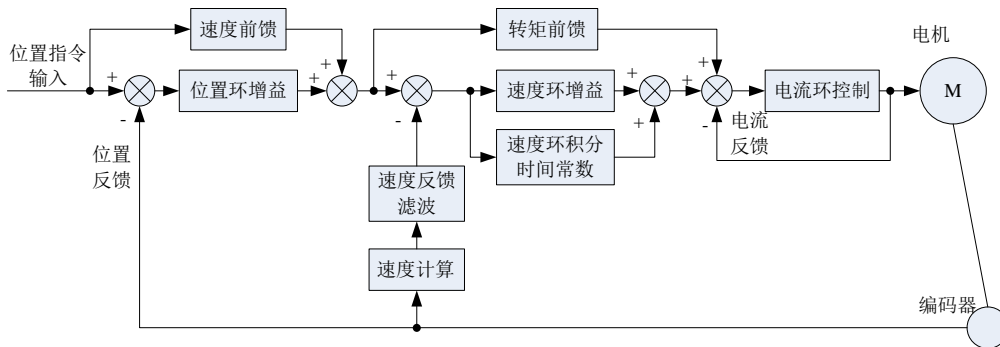 速度前馈
转矩前馈
电机
位置指令
输入
+
-
位置环增益
+
+
+
-
速度环增益
+
+
+
+
-
电流环控制
M
电流
反馈
位置
反馈
速度环积分
时间常数
速度反馈
滤波
速度计算
编码器